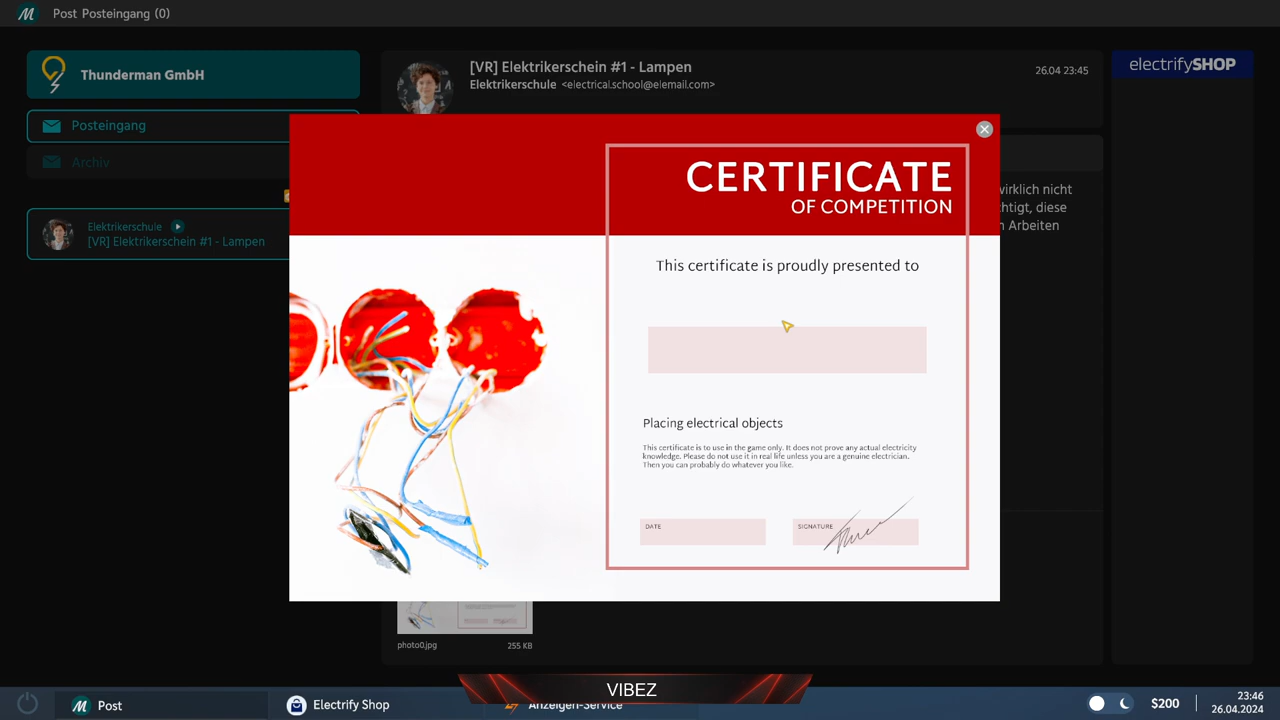 Post Posteingang (0)
Thunderman GmbH
Posteingang
Archiv
Elektrikerschule
[VR] Elektrikerschein #1 - Lampen
[VR] Elektrikerschein #1 - Lampen
Elektrikerschule <electrical.school@elemail.com>
26.04 23:45
electrifySHOP
wirklich nicht
htigt, diese
n Arbeiten
CERTIFICATE
OF COMPETITION
This certificate is proudly presented to
Placing electrical objects
This certificate is to use in the game only. It does not prove any actual electricity
knowledge. Please do not use it in real life unless you are a genuine electrician.
Then you can probably do whatever you like.
DATE
SIGNATURE
photo0.jpg
255 KB
VIBEZ
Post
Electrify Shop
Anzeigen-Service
$200
23:46
26.04.2024